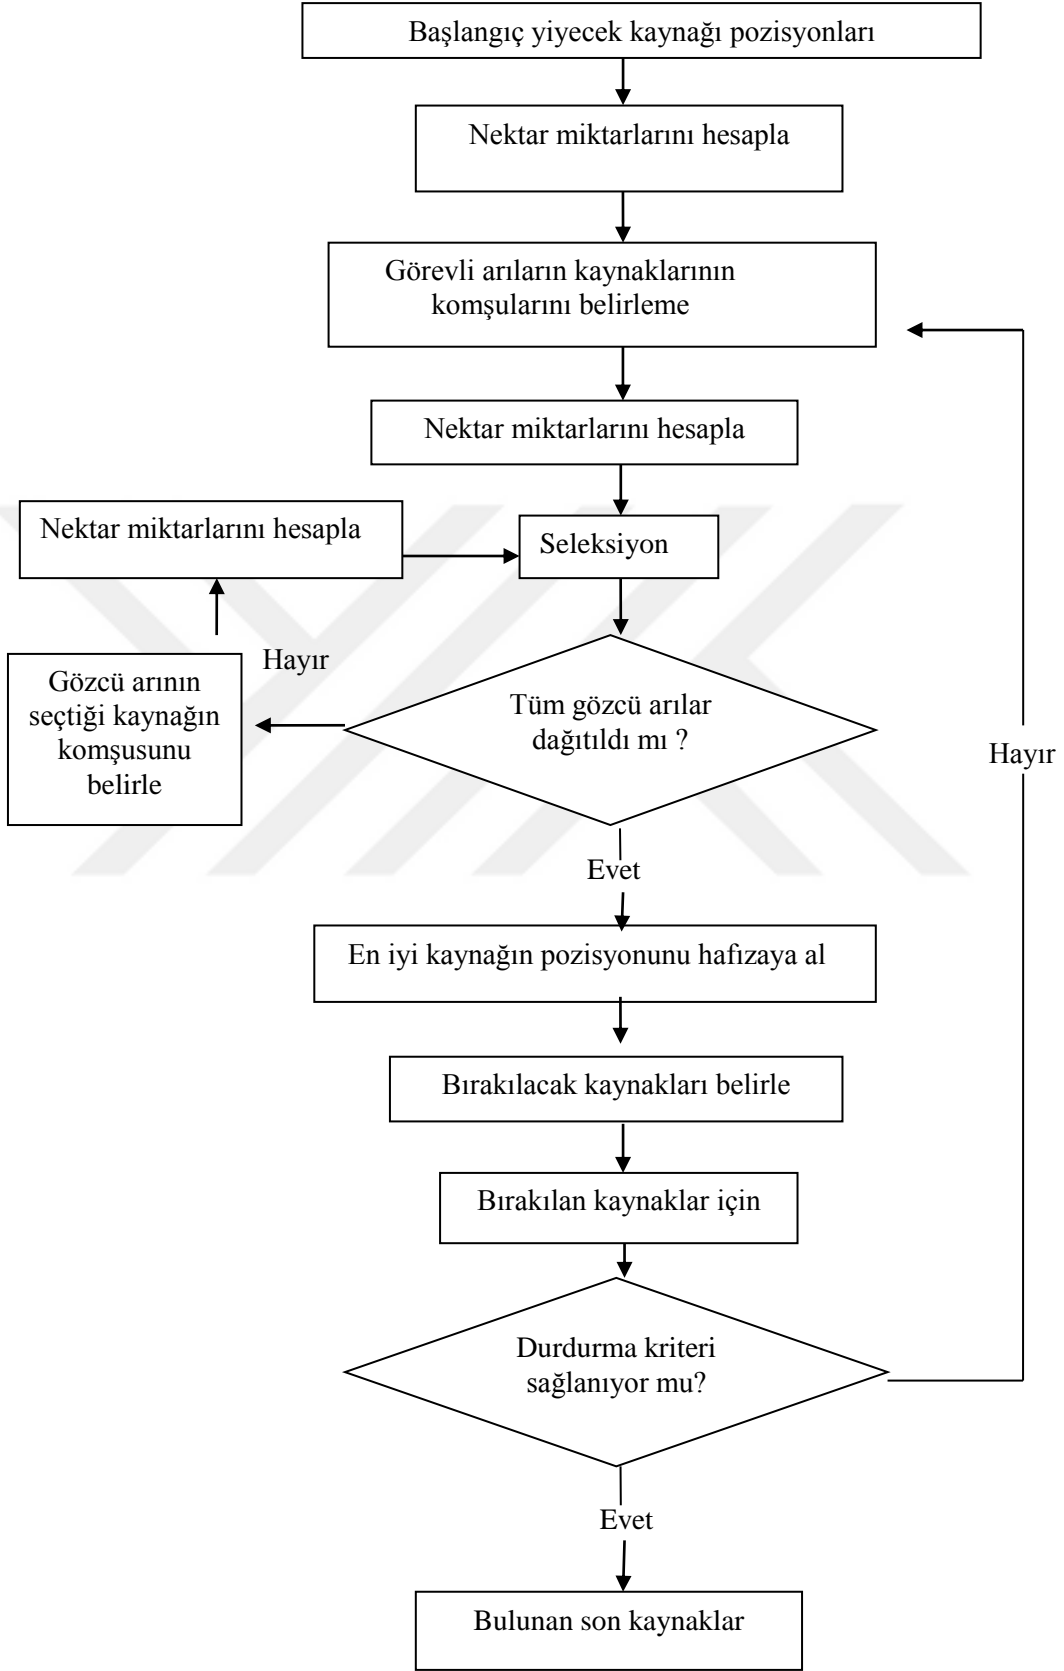 Başlangıç yiyecek kaynağı pozisyonları
Nektar miktarlarını hesapla
Görevli arıların kaynaklarının
komşularını belirleme
Nektar miktarlarını hesapla
Nektar miktarlarını hesapla
Seleksiyon
Hayır
Gözcü arının
seçtiği kaynağın
komşusunu
belirle
Tüm gözcü arılar
dağıtıldı mı ?
Hayır
Evet
En iyi kaynağın pozisyonunu hafızaya al
Bırakılacak kaynakları belirle
Bırakılan kaynaklar için
Durdurma kriteri
sağlanıyor mu?
Evet
Bulunan son kaynaklar